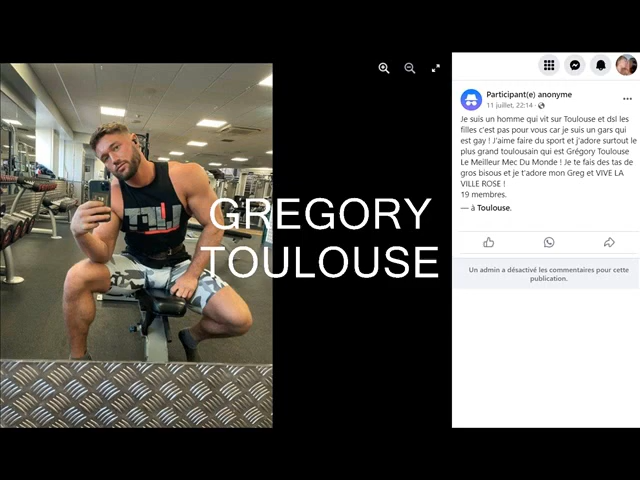 GREGORY
TOULOUSE
Participant(e) anonyme
11 juillet, 22:14 ·
Je suis un homme qui vit sur Toulouse et dsl les
filles c'est pas pour vous car je suis un gars qui
est gay ! J'aime faire du sport et j'adore surtout le
plus grand toulousain qui est Grégory Toulouse
Le Meilleur Mec Du Monde ! Je te fais des tas de
gros bisous et je t'adore mon Greg et VIVE LA
VILLE ROSE !
19 membres.
— à Toulouse.
Un admin a désactivé les commentaires pour cette
publication.